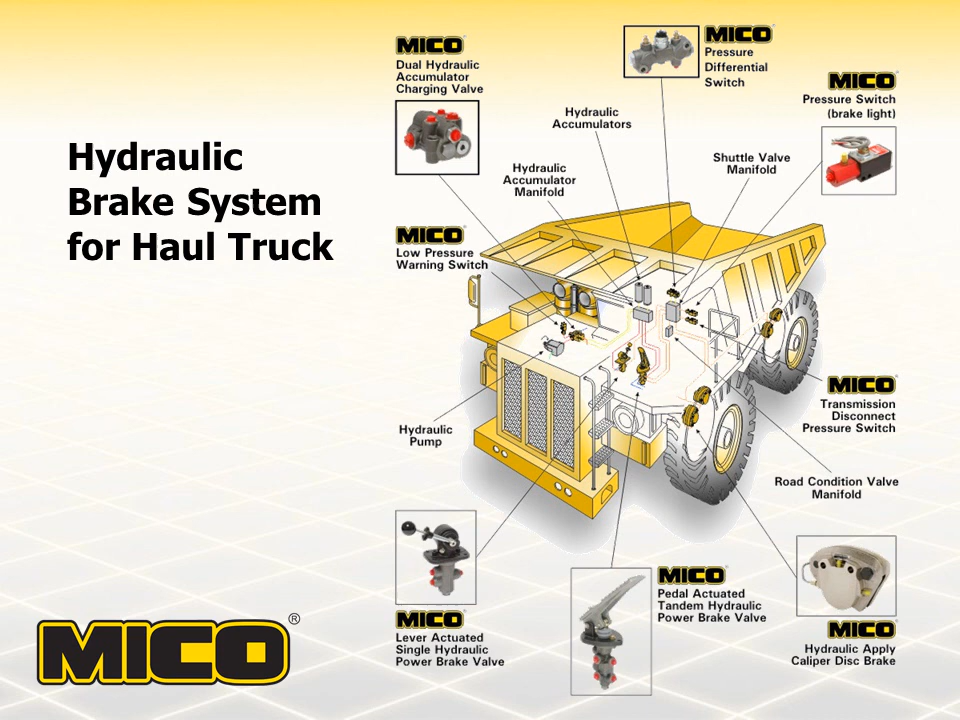 Hydraulic
Brake System
for Haul Truck
MICO
Dual Hydraulic
Accumulator
Charging Valve
MICO
Pressure
Differential
Switch
MICO
Pressure Switch
(brake light)
Hydraulic
Accumulators
Hydraulic
Accumulator
Manifold
Shuttle Valve
Manifold
MICO
Low Pressure
Warning Switch
Hydraulic
Pump
MICO
Transmission
Disconnect
Pressure Switch
Road Condition Valve
Manifold
MICO
Lever Actuated
Single Hydraulic
Power Brake Valve
MICO
Pedal Actuated
Tandem Hydraulic
Power Brake Valve
MICO
Hydraulic Apply
Caliper Disc Brake
MICO®